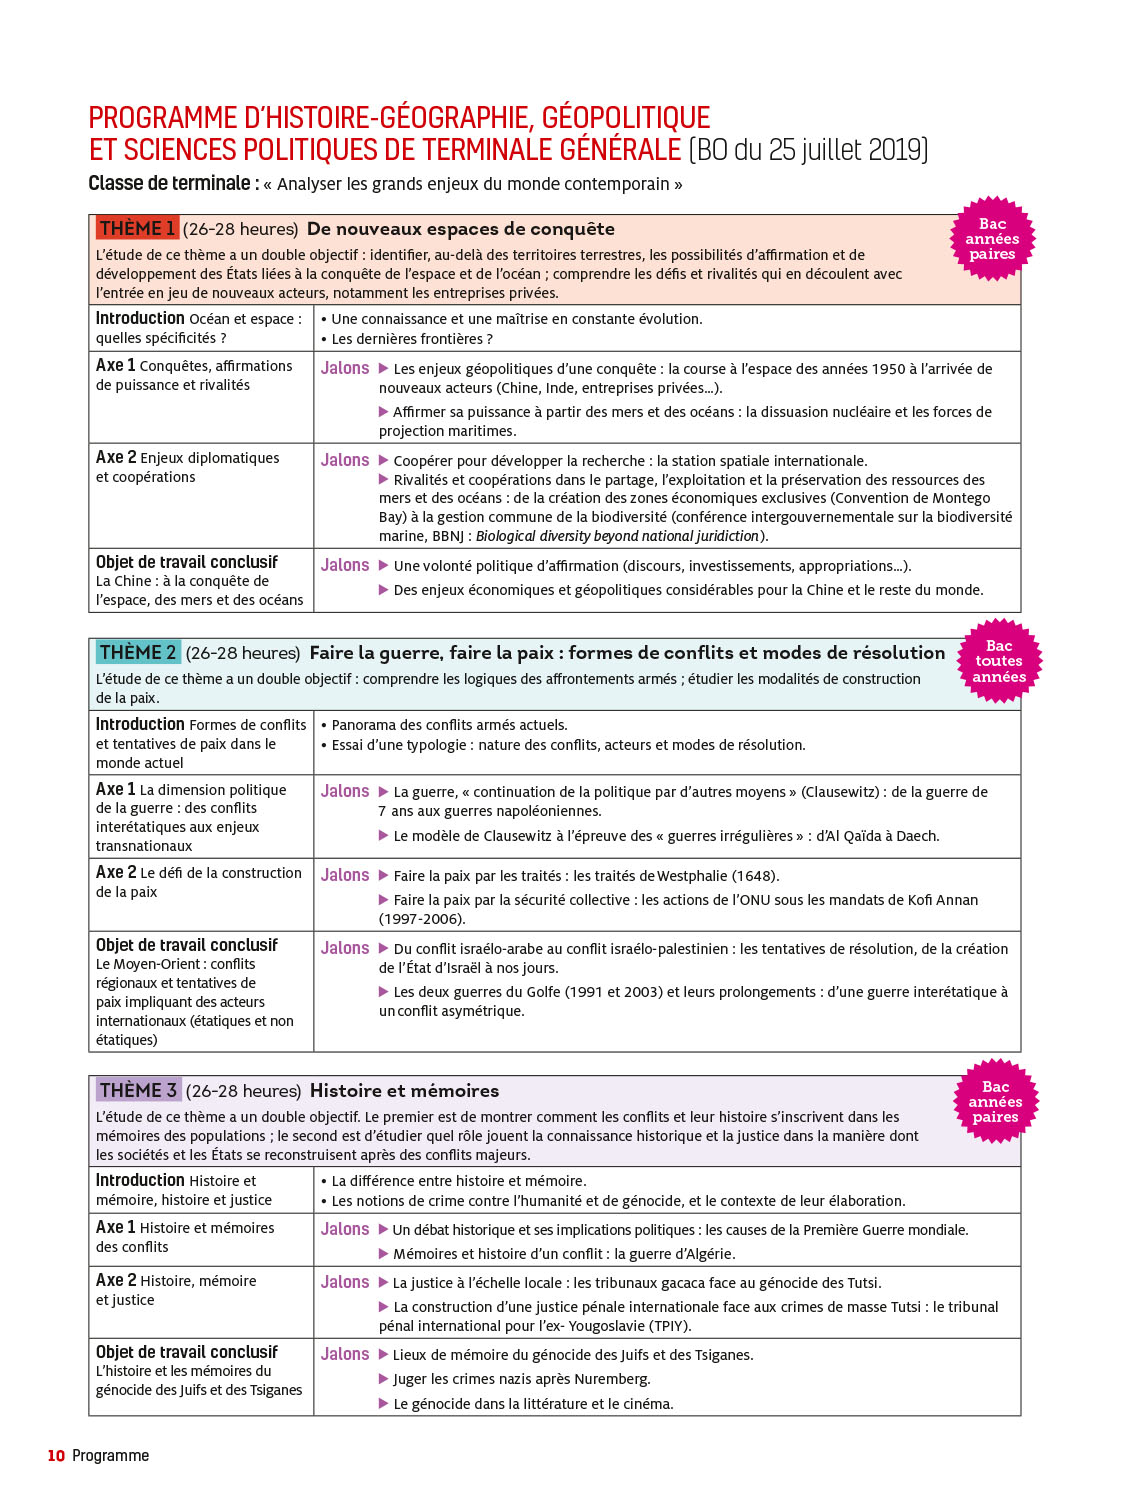 PROGRAMME D'HISTOIRE-GÉOGRAPHIE, GÉOPOLITIQUE
ET SCIENCES POLITIQUES DE TERMINALE GÉNÉRALE (BO du 25 juillet 2019)
Classe de terminale : « Analyser les grands enjeux du monde contemporain »
THÈME 1 (26-28 heures) De nouveaux espaces de conquête
Bac
années
paires
L'étude de ce thème a un double objectif : identifier, au-delà des territoires terrestres, les possibilités d'affirmation et de
développement des États liées à la conquête de l'espace et de l'océan ; comprendre les défis et rivalités qui en découlent avec
l'entrée en jeu de nouveaux acteurs, notamment les entreprises privées.
Introduction Océan et espace :
quelles spécificités ?
• Une connaissance et une maîtrise en constante évolution.
• Les dernières frontières ?
Axe 1 Conquêtes, affirmations
de puissance et rivalités
Jalons ▶ Les enjeux géopolitiques d'une conquête : la course à l'espace des années 1950 à l'arrivée de
nouveaux acteurs (Chine, Inde, entreprises privées…).
▶ Affirmer sa puissance à partir des mers et des océans : la dissuasion nucléaire et les forces de
projection maritimes.
Axe 2 Enjeux diplomatiques
et coopérations
Jalons ▶ Coopérer pour développer la recherche : la station spatiale internationale.
▶ Rivalités et coopérations dans le partage, l'exploitation et la préservation des ressources des
mers et des océans : de la création des zones économiques exclusives (Convention de Montego
Bay) à la gestion commune de la biodiversité (conférence intergouvernementale sur la biodiversité
marine, BBNJ : Biological diversity beyond national juridiction).
Objet de travail conclusif
La Chine : à la conquête de
l'espace, des mers et des océans
Jalons ▶ Une volonté politique d'affirmation (discours, investissements, appropriations…).
▶ Des enjeux économiques et géopolitiques considérables pour la Chine et le reste du monde.
THÈME 2 (26-28 heures) Faire la guerre, faire la paix : formes de conflits et modes de résolution
Bac
toutes
années
L'étude de ce thème a un double objectif : comprendre les logiques des affrontements armés ; étudier les modalités de construction
de la paix.
Introduction Formes de conflits
et tentatives de paix dans le
monde actuel
• Panorama des conflits armés actuels.
• Essai d'une typologie : nature des conflits, acteurs et modes de résolution.
Axe 1 La dimension politique
de la guerre : des conflits
interétatiques aux enjeux
transnationaux
Jalons ▶ La guerre, « continuation de la politique par d'autres moyens » (Clausewitz) : de la guerre de
7 ans aux guerres napoléoniennes.
▶ Le modèle de Clausewitz à l'épreuve des « guerres irrégulières » : d'Al Qaïda à Daech.
Axe 2 Le défi de la construction
de la paix
Jalons ▶ Faire la paix par les traités : les traités de Westphalie (1648).
▶ Faire la paix par la sécurité collective : les actions de l'ONU sous les mandats de Kofi Annan
(1997-2006).
Objet de travail conclusif
Le Moyen-Orient : conflits
régionaux et tentatives de
paix impliquant des acteurs
internationaux (étatiques et non
étatiques)
Jalons ▶ Du conflit israélo-arabe au conflit israélo-palestinien : les tentatives de résolution, de la création
de l'État d'Israël à nos jours.
▶ Les deux guerres du Golfe (1991 et 2003) et leurs prolongements : d'une guerre interétatique à
un conflit asymétrique.
THÈME 3 (26-28 heures) Histoire et mémoires
Bac
années
paires
L'étude de ce thème a un double objectif. Le premier est de montrer comment les conflits et leur histoire s'inscrivent dans les
mémoires des populations ; le second est d'étudier quel rôle jouent la connaissance historique et la justice dans la manière dont
les sociétés et les États se reconstruisent après des conflits majeurs.
Introduction Histoire et
mémoire, histoire et justice
• La différence entre histoire et mémoire.
• Les notions de crime contre l'humanité et de génocide, et le contexte de leur élaboration.
Axe 1 Histoire et mémoires
des conflits
Jalons ▶ Un débat historique et ses implications politiques : les causes de la Première Guerre mondiale.
▶ Mémoires et histoire d'un conflit : la guerre d'Algérie.
Axe 2 Histoire, mémoire
et justice
Jalons ▶ La justice à l'échelle locale : les tribunaux gacaca face au génocide des Tutsi.
▶ La construction d'une justice pénale internationale face aux crimes de masse Tutsi : le tribunal
pénal international pour l'ex- Yougoslavie (TPIY).
Objet de travail conclusif
L'histoire et les mémoires du
génocide des Juifs et des Tsiganes
Jalons ▶ Lieux de mémoire du génocide des Juifs et des Tsiganes.
▶ Juger les crimes nazis après Nuremberg.
▶ Le génocide dans la littérature et le cinéma.
10 Programme